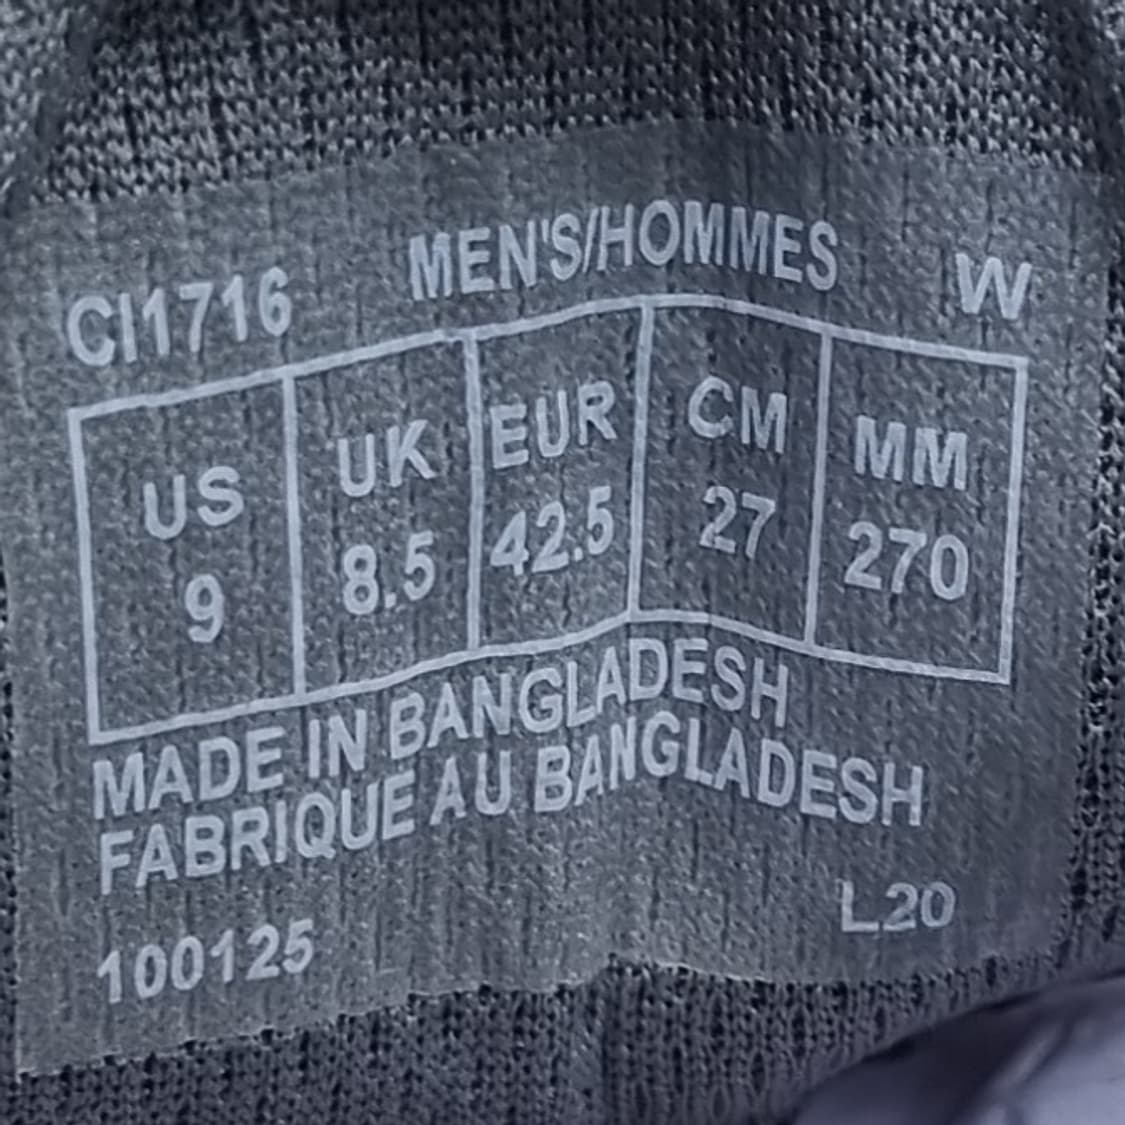 CI1716 MEN'S/HOMMES W
US UK EUR CM MM
9 8.5 42.5 27 270
MADE IN BANGLADESH
FABRIQUE AU BANGLADESH
100125 L20